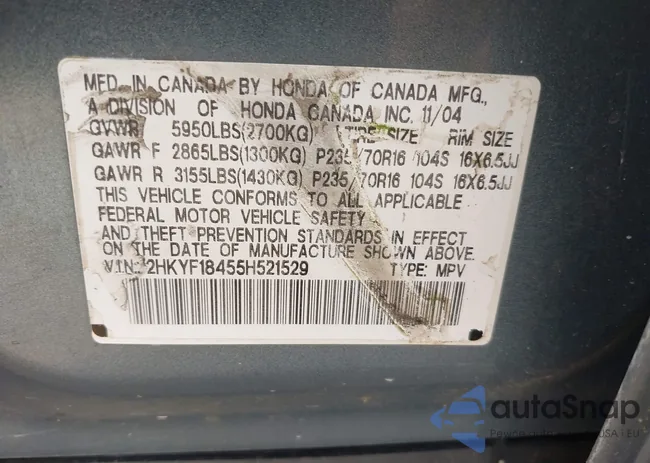 MFD. IN CANADA BY HONDA OF CANADA MFG.,
A DIVISION OF HONDA CANADA INC. 11/04
GVWR 5950LBS(2700KG) TIRE SIZE RIM SIZE
GAWR F 2865LBS(1300KG) P235/70R16 104S 16X6.5JJ
GAWR R 3155LBS(1430KG) P235/70R16 104S 16X6.5JJ
THIS VEHICLE CONFORMS TO ALL APPLICABLE
FEDERAL MOTOR VEHICLE SAFETY
AND THEFT PREVENTION STANDARDS IN EFFECT
ON THE DATE OF MANUFACTURE SHOWN ABOVE.
V.I.N.: 2HKYF18455H521529 TYPE: MPV
autoSnap